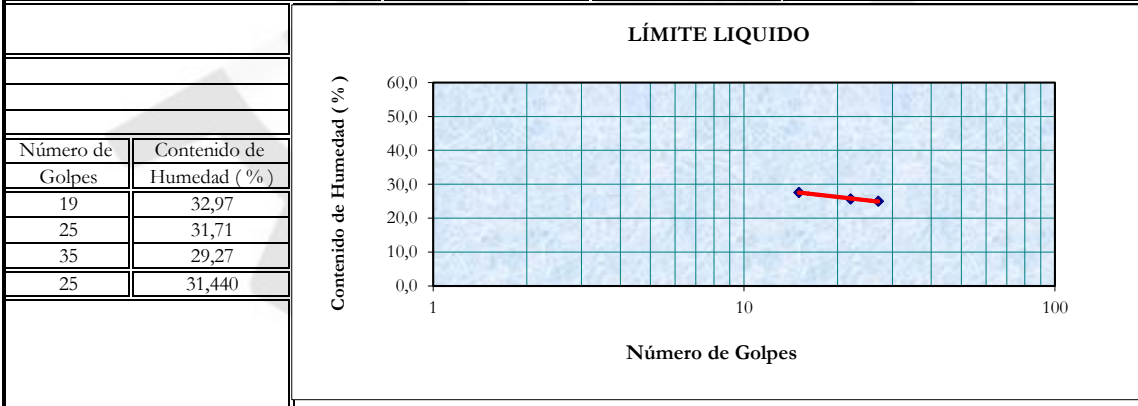 Número de Contenido de
Golpes Humedad ( % )
19 32,97
25 31,71
35 29,27
25 31,440
LÍMITE LIQUIDO
Contenido de Humedad ( % )
60,0
50,0
40,0
30,0
20,0
10,0
0,0
1 10 100
Número de Golpes